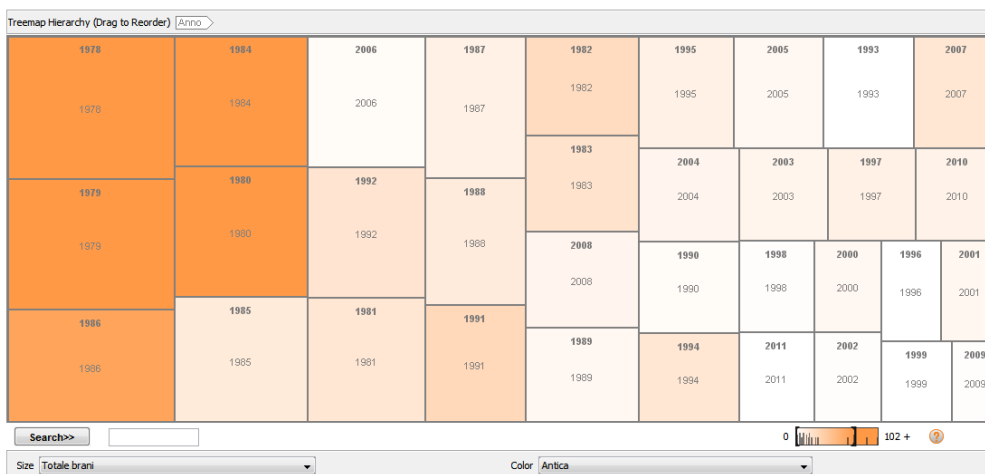 Treemap Hierarchy (Drag to Reorder) Anno
1978 1984 2006 1987 1982 1995 2005 1993 2007
1978 1984 2006 1987 1982 1995 2005 1993 2007
1983
1983
2004 2003 1997 2010
2004 2003 1997 2010
1979 1980 1992 1988
1979 1980 1992 1988
2008
2008
1990 1998 2000 1996 2001
1990 1998 2000 1996 2001
1986 1985 1981 1991
1986 1985 1981 1991
1989
1989
1994 2011 2002 1999 2009
1994 2011 2002 1999 2009
Search>> 0 102 + ?
Size Totale brani Color Antica